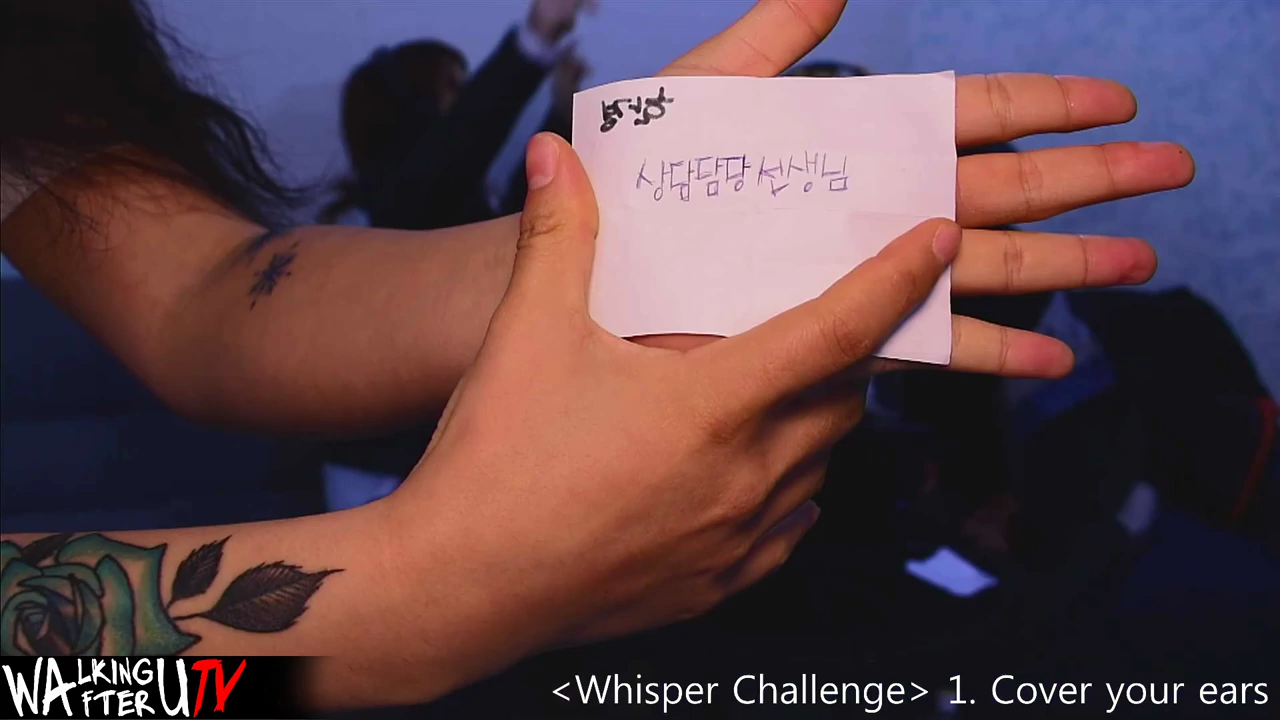 상담담당선생님
WALKING
AFTER U TV
<Whisper Challenge> 1. Cover your ears